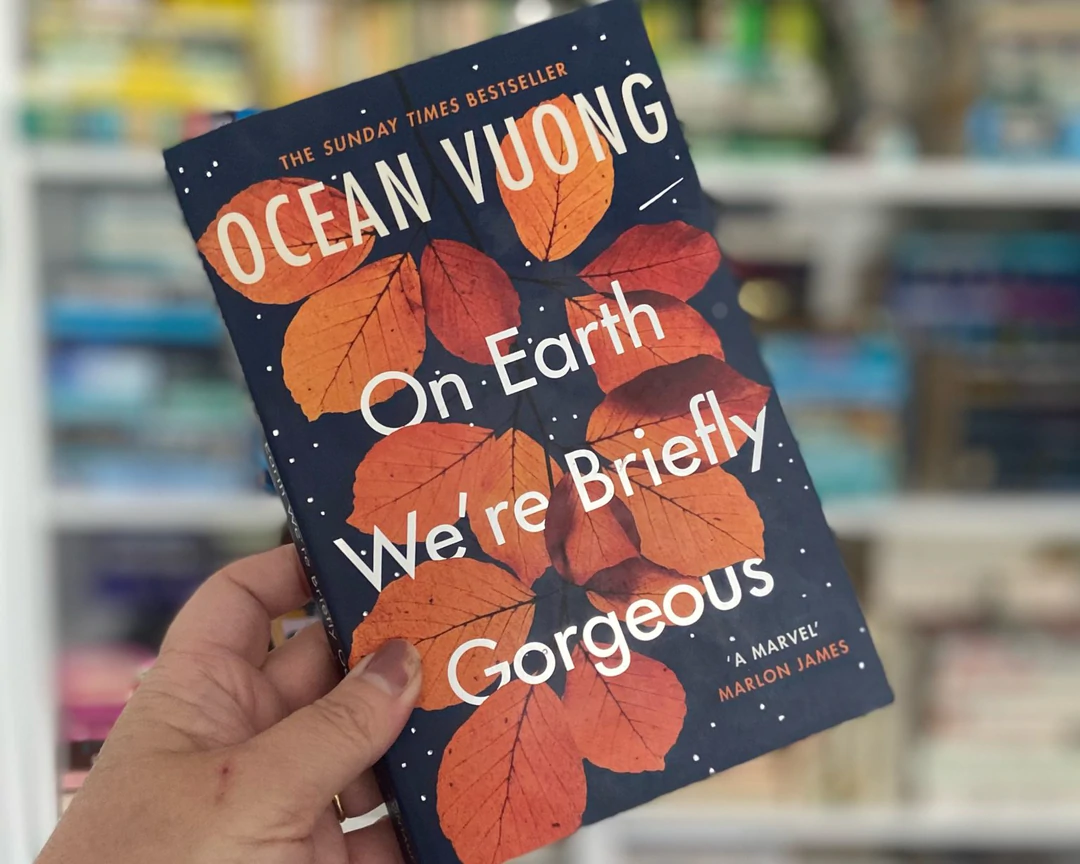 THE SUNDAY TIMES BESTSELLER
OCEAN VUONG
On Earth
We're Briefly
Gorgeous
'A MARVEL'
MARLON JAMES